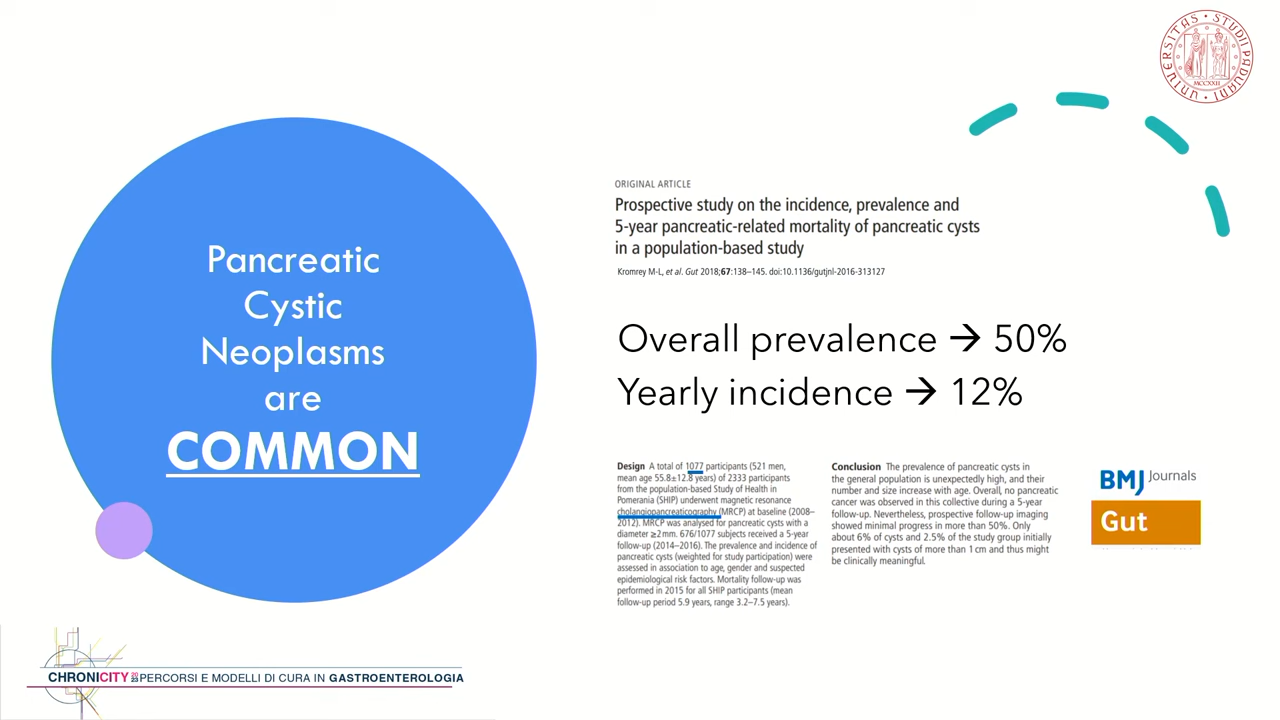 UNIVERSITAS STUDII PADUANI
MCCXXII
Pancreatic
Cystic
Neoplasms
are
COMMON
ORIGINAL ARTICLE
Prospective study on the incidence, prevalence and
5-year pancreatic-related mortality of pancreatic cysts
in a population-based study
Kromrey M-L, et al. Gut 2018;67:138–145. doi:10.1136/gutjnl-2016-313127
Overall prevalence → 50%
Yearly incidence → 12%
Design A total of 1077 participants (521 men,
mean age 55.8±12.8 years) of 2333 participants
from the population-based Study of Health in
Pomerania (SHIP) underwent magnetic resonance
cholangiopancreaticography (MRCP) at baseline (2008–
2012). MRCP was analysed for pancreatic cysts with a
diameter ≥2 mm. 676/1077 subjects received a 5-year
follow-up (2014–2016). The prevalence and incidence of
pancreatic cysts (weighted for study participation) were
assessed in association to age, gender and suspected
epidemiological risk factors. Mortality follow-up was
performed in 2015 for all SHIP participants (mean
follow-up period 5.9 years, range 3.2–7.5 years).
Conclusion The prevalence of pancreatic cysts in
the general population is unexpectedly high, and their
number and size increase with age. Overall, no pancreatic
cancer was observed in this collective during a 5-year
follow-up. Nevertheless, prospective follow-up imaging
showed minimal progress in more than 50%. Only
about 6% of cysts and 2.5% of the study group initially
presented with cysts of more than 1 cm and thus might
be clinically meaningful.
BMJ Journals
Gut
CHRONICITY 2023 PERCORSI E MODELLI DI CURA IN GASTROENTEROLOGIA